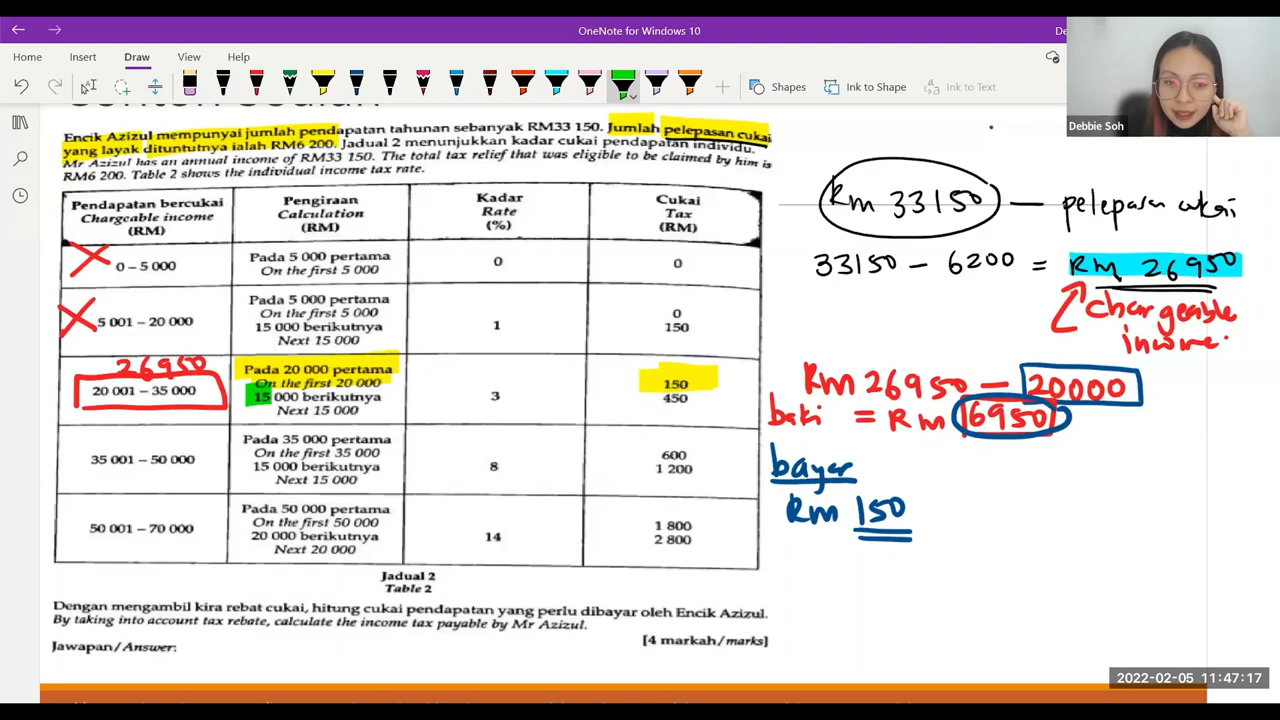 OneNote for Windows 10
De
Home Insert Draw View Help
Shapes Ink to Shape Ink to Text
Debbie Soh
Encik Azizul mempunyai jumlah pendapatan tahunan sebanyak RM33 150. Jumlah pelepasan cukai
yang layak dituntutnya ialah RM6 200. Jadual 2 menunjukkan kadar cukai pendapatan individu.
Mr Azizul has an annual income of RM33 150. The total tax relief that was eligible to be claimed by him is
RM6 200. Table 2 shows the individual income tax rate.
Pendapatan bercukai
Chargeable income
(RM)
Pengiraan
Calculation
(RM)
Kadar
Rate
(%)
Cukai
Tax
(RM)
0 – 5 000
Pada 5 000 pertama
On the first 5 000
0
0
5 001 – 20 000
Pada 5 000 pertama
On the first 5 000
15 000 berikutnya
Next 15 000
1
0
150
26950
20 001 – 35 000
Pada 20 000 pertama
On the first 20 000
15 000 berikutnya
Next 15 000
3
150
450
35 001 – 50 000
Pada 35 000 pertama
On the first 35 000
15 000 berikutnya
Next 15 000
8
600
1 200
50 001 – 70 000
Pada 50 000 pertama
On the first 50 000
20 000 berikutnya
Next 20 000
14
1 800
2 800
Jadual 2
Table 2
Dengan mengambil kira rebat cukai, hitung cukai pendapatan yang perlu dibayar oleh Encik Azizul.
By taking into account tax rebate, calculate the income tax payable by Mr Azizul.
[4 markah/marks]
Jawapan/Answer:
Rm 33150 — pelepasan cukai
33150 – 6200 = Rm 26950
chargeable
income.
Rm 26950 – 20000
baki = Rm 6950
bayar
Rm 150
2022-02-05 11:47:17